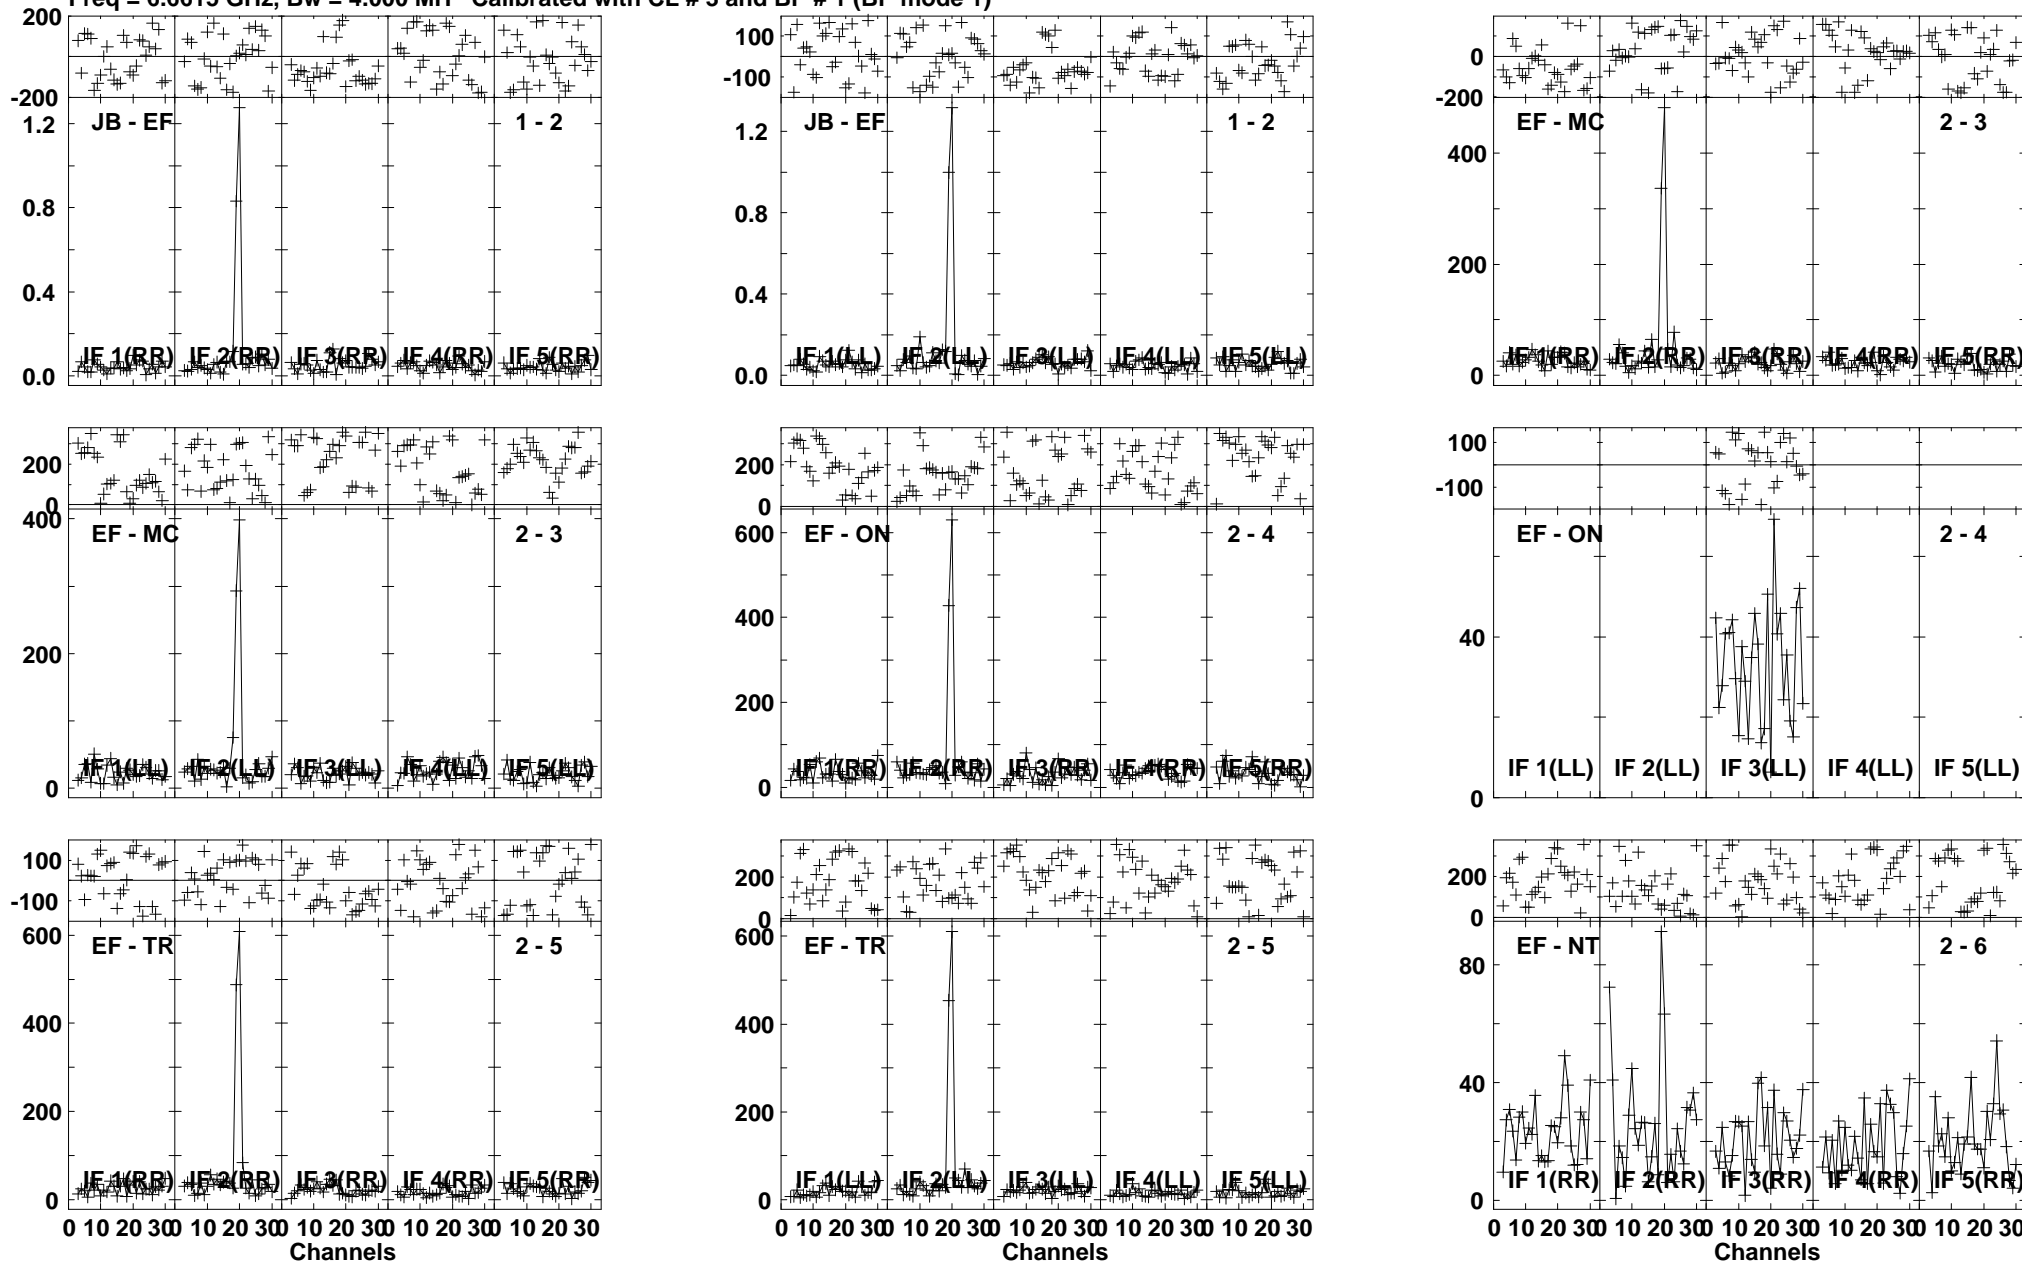 Freq = GHz, Bw = 4.000 MH Calibrated with CL # 3 and BP # 1 (BP mode 1)
200
0
-200
JB - EF 1 - 2
1.2
0.8
0.4
0.0
IF 1(RR) IF 2(RR) IF 3(RR) IF 4(RR) IF 5(RR)
100
0
-100
JB - EF 1 - 2
1.2
0.8
0.4
0.0
IF 1(LL) IF 2(LL) IF 3(LL) IF 4(LL) IF 5(LL)
0
-200
EF - MC 2 - 3
400
200
0
IF 1(RR) IF 2(RR) IF 3(RR) IF 4(RR) IF 5(RR)
200
0
EF - MC 2 - 3
400
200
0
IF 1(LL) IF 2(LL) IF 3(LL) IF 4(LL) IF 5(LL)
200
0
EF - ON 2 - 4
600
400
200
0
IF 1(RR) IF 2(RR) IF 3(RR) IF 4(RR) IF 5(RR)
100
-100
EF - ON 2 - 4
40
0
IF 1(LL) IF 2(LL) IF 3(LL) IF 4(LL) IF 5(LL)
100
-100
EF - TR 2 - 5
600
400
200
0
IF 1(RR) IF 2(RR) IF 3(RR) IF 4(RR) IF 5(RR)
0 10 20 30 0 10 20 30 0 10 20 30 0 10 20 30 0 10 20 30
Channels
200
0
EF - TR 2 - 5
600
400
200
0
IF 1(LL) IF 2(LL) IF 3(LL) IF 4(LL) IF 5(LL)
0 10 20 30 0 10 20 30 0 10 20 30 0 10 20 30 0 10 20 30
Channels
200
0
EF - NT 2 - 6
80
40
0
IF 1(RR) IF 2(RR) IF 3(RR) IF 4(RR) IF 5(RR)
0 10 20 30 0 10 20 30 0 10 20 30 0 10 20 30 0 10 20 30
Channels